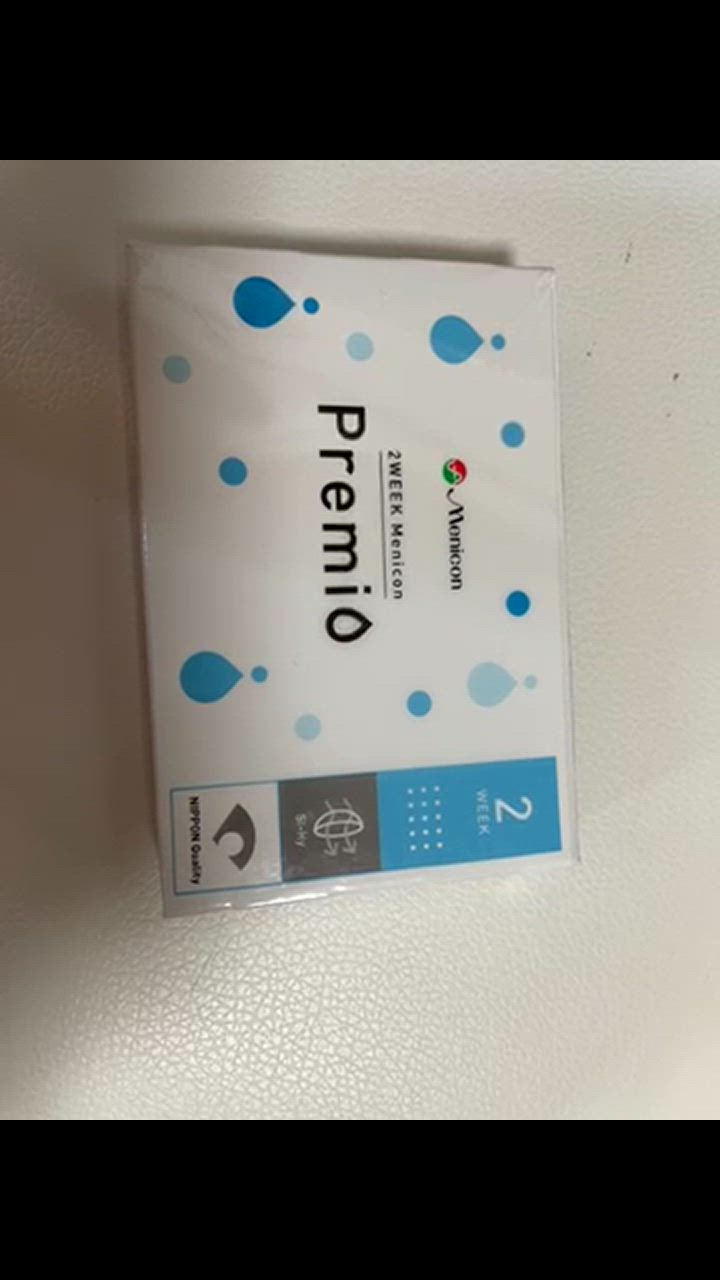 Menicon
2WEEK Menicon
Premio
2
WEEK
Si-Hy
NIPPON Quality